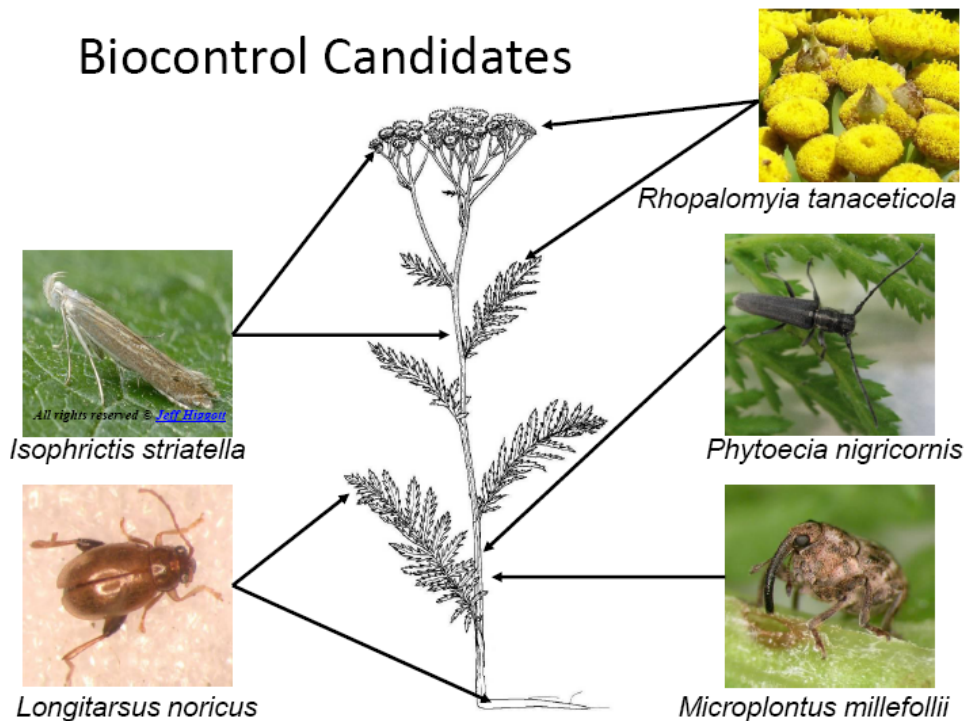 Biocontrol Candidates
Rhopalomyia tanaceticola
All rights reserved © Jeff Higgott
Isophrictis striatella
Phytoecia nigricornis
Longitarsus noricus
Microplontus millefollii